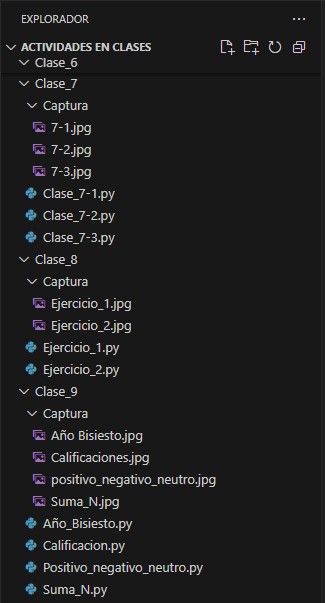 EXPLORADOR
ACTIVIDADES EN CLASES
Clase_6
Clase_7
Captura
7-1.jpg
7-2.jpg
7-3.jpg
Clase_7-1.py
Clase_7-2.py
Clase_7-3.py
Clase_8
Captura
Ejercicio_1.jpg
Ejercicio_2.jpg
Ejercicio_1.py
Ejercicio_2.py
Clase_9
Captura
Año Bisiesto.jpg
Calificaciones.jpg
positivo_negativo_neutro.jpg
Suma_N.jpg
Año_Bisiesto.py
Calificacion.py
Positivo_negativo_neutro.py
Suma_N.py